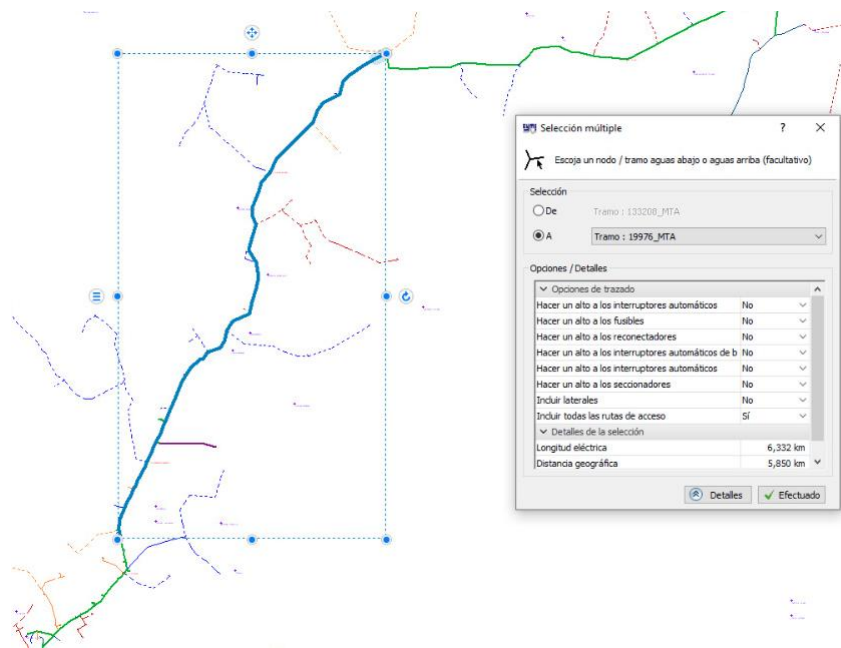 Selección múltiple
? ×
Escoja un nodo / tramo aguas abajo o aguas arriba (facultativo)
Selección
De Tramo : 133208_MTA
A Tramo : 19976_MTA
Opciones / Detalles
Opciones de trazado
Hacer un alto a los interruptores automáticos No
Hacer un alto a los fusibles No
Hacer un alto a los reconectadores No
Hacer un alto a los interruptores automáticos de b No
Hacer un alto a los interruptores automáticos No
Hacer un alto a los seccionadores No
Incluir laterales No
Incluir todas las rutas de acceso Sí
Detalles de la selección
Longitud eléctrica 6,332 km
Distancia geográfica 5,850 km
Detalles Efectuado